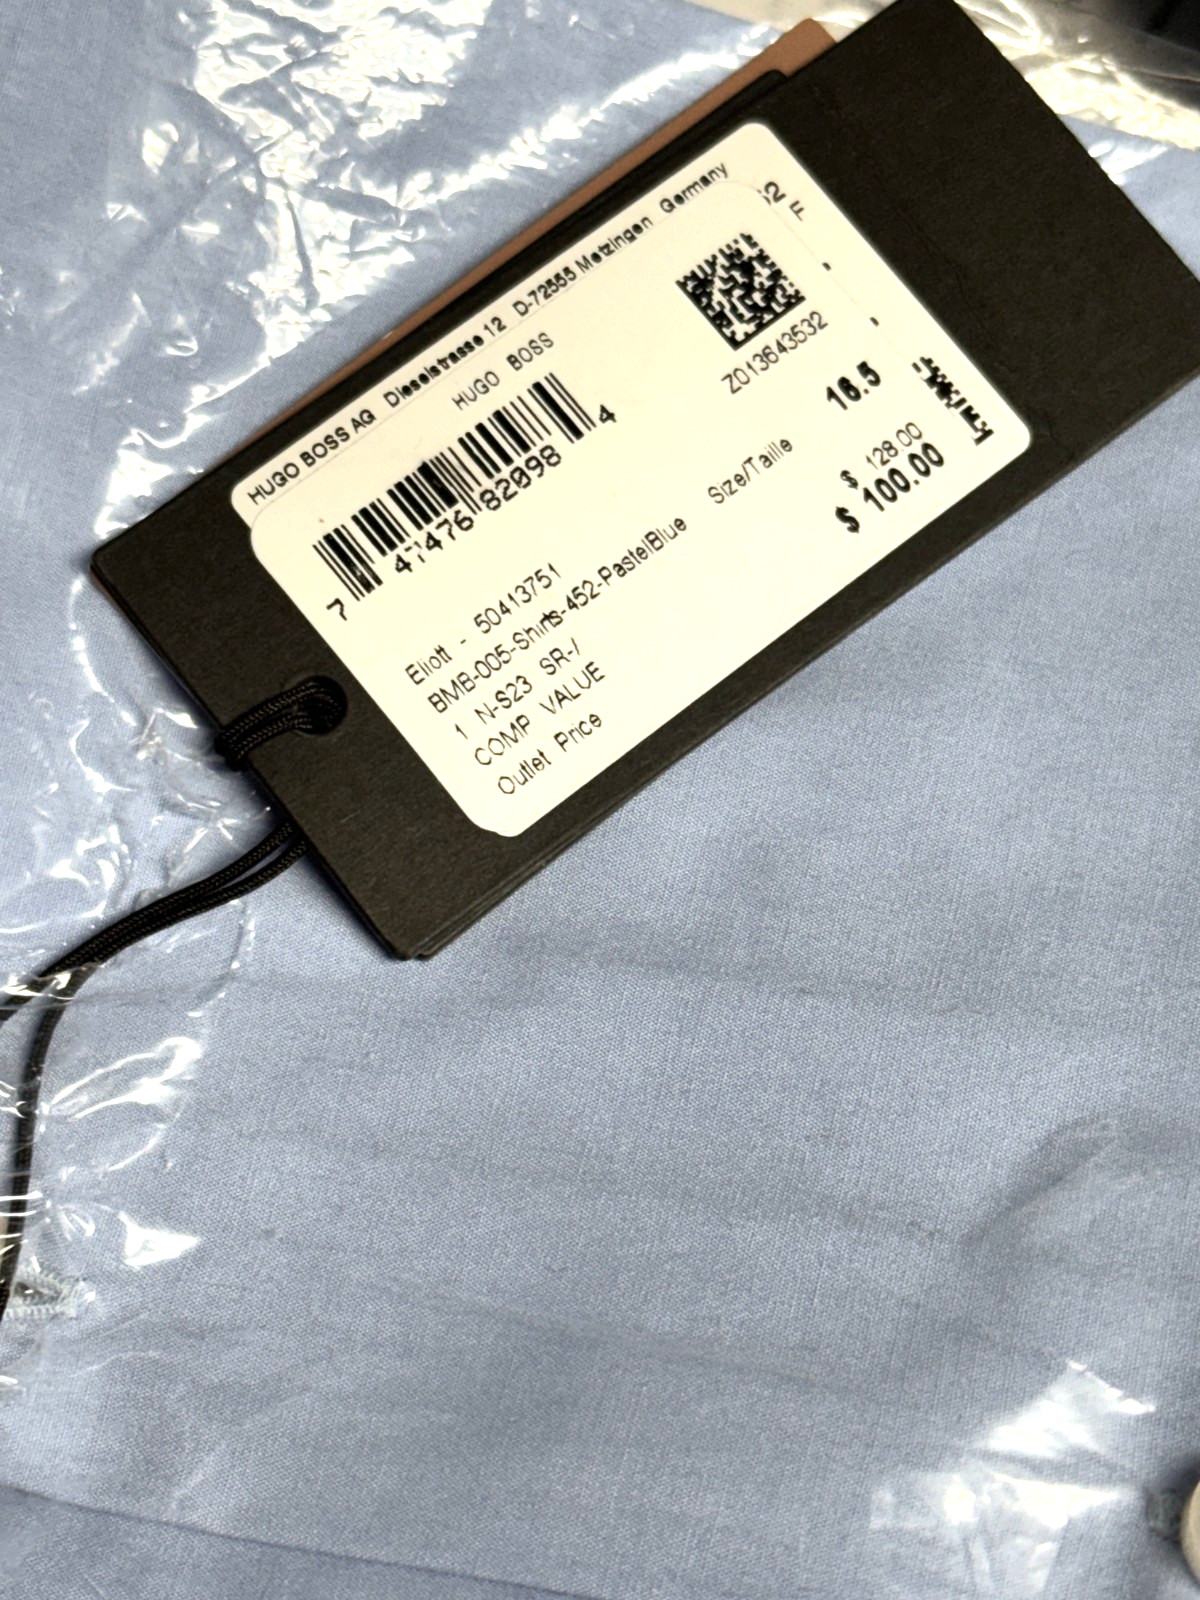 HUGO BOSS AG Dieselstrasse 12 D-72555 Metzingen Germany
HUGO BOSS
7 47476 82098 4
Z013643532
Eliott - 50413751
BMB-005-Shirts-452-PastelBlue
Size/Taille 16.5
1 N-S23 SR-/
COMP VALUE $ 128.00
Outlet Price $ 100.00